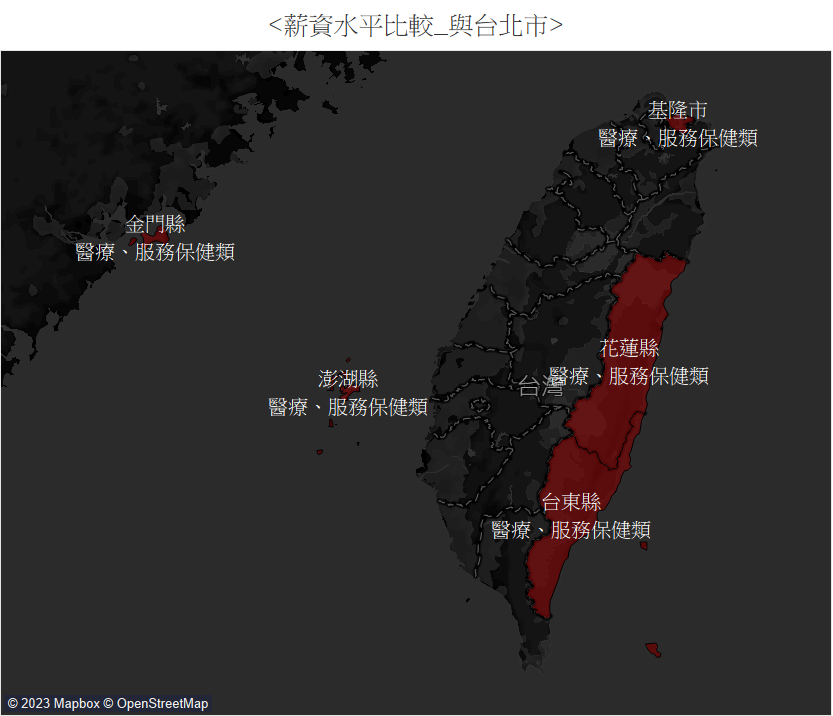 <薪資水平比較_與台北市>
基隆市
醫療、服務保健類
金門縣
醫療、服務保健類
花蓮縣
醫療、服務保健類
台灣
澎湖縣
醫療、服務保健類
台東縣
醫療、服務保健類
© 2023 Mapbox © OpenStreetMap